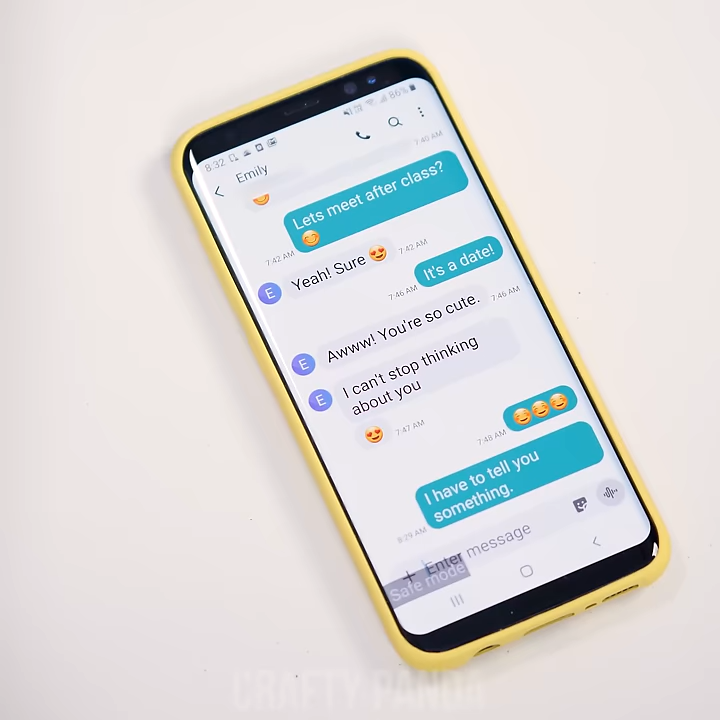 8:32
86%
Emily
7:40 AM
Lets meet after class?
😊
7:42 AM
E
Yeah! Sure 😍
7:42 AM
It's a date!
7:46 AM
E
Awww! You're so cute.
7:46 AM
E
I can't stop thinking
about you
😍
7:47 AM
😊😊😊
7:48 AM
I have to tell you
something.
8:29 AM
Enter message
Safe mode
CRAFTY PANDA